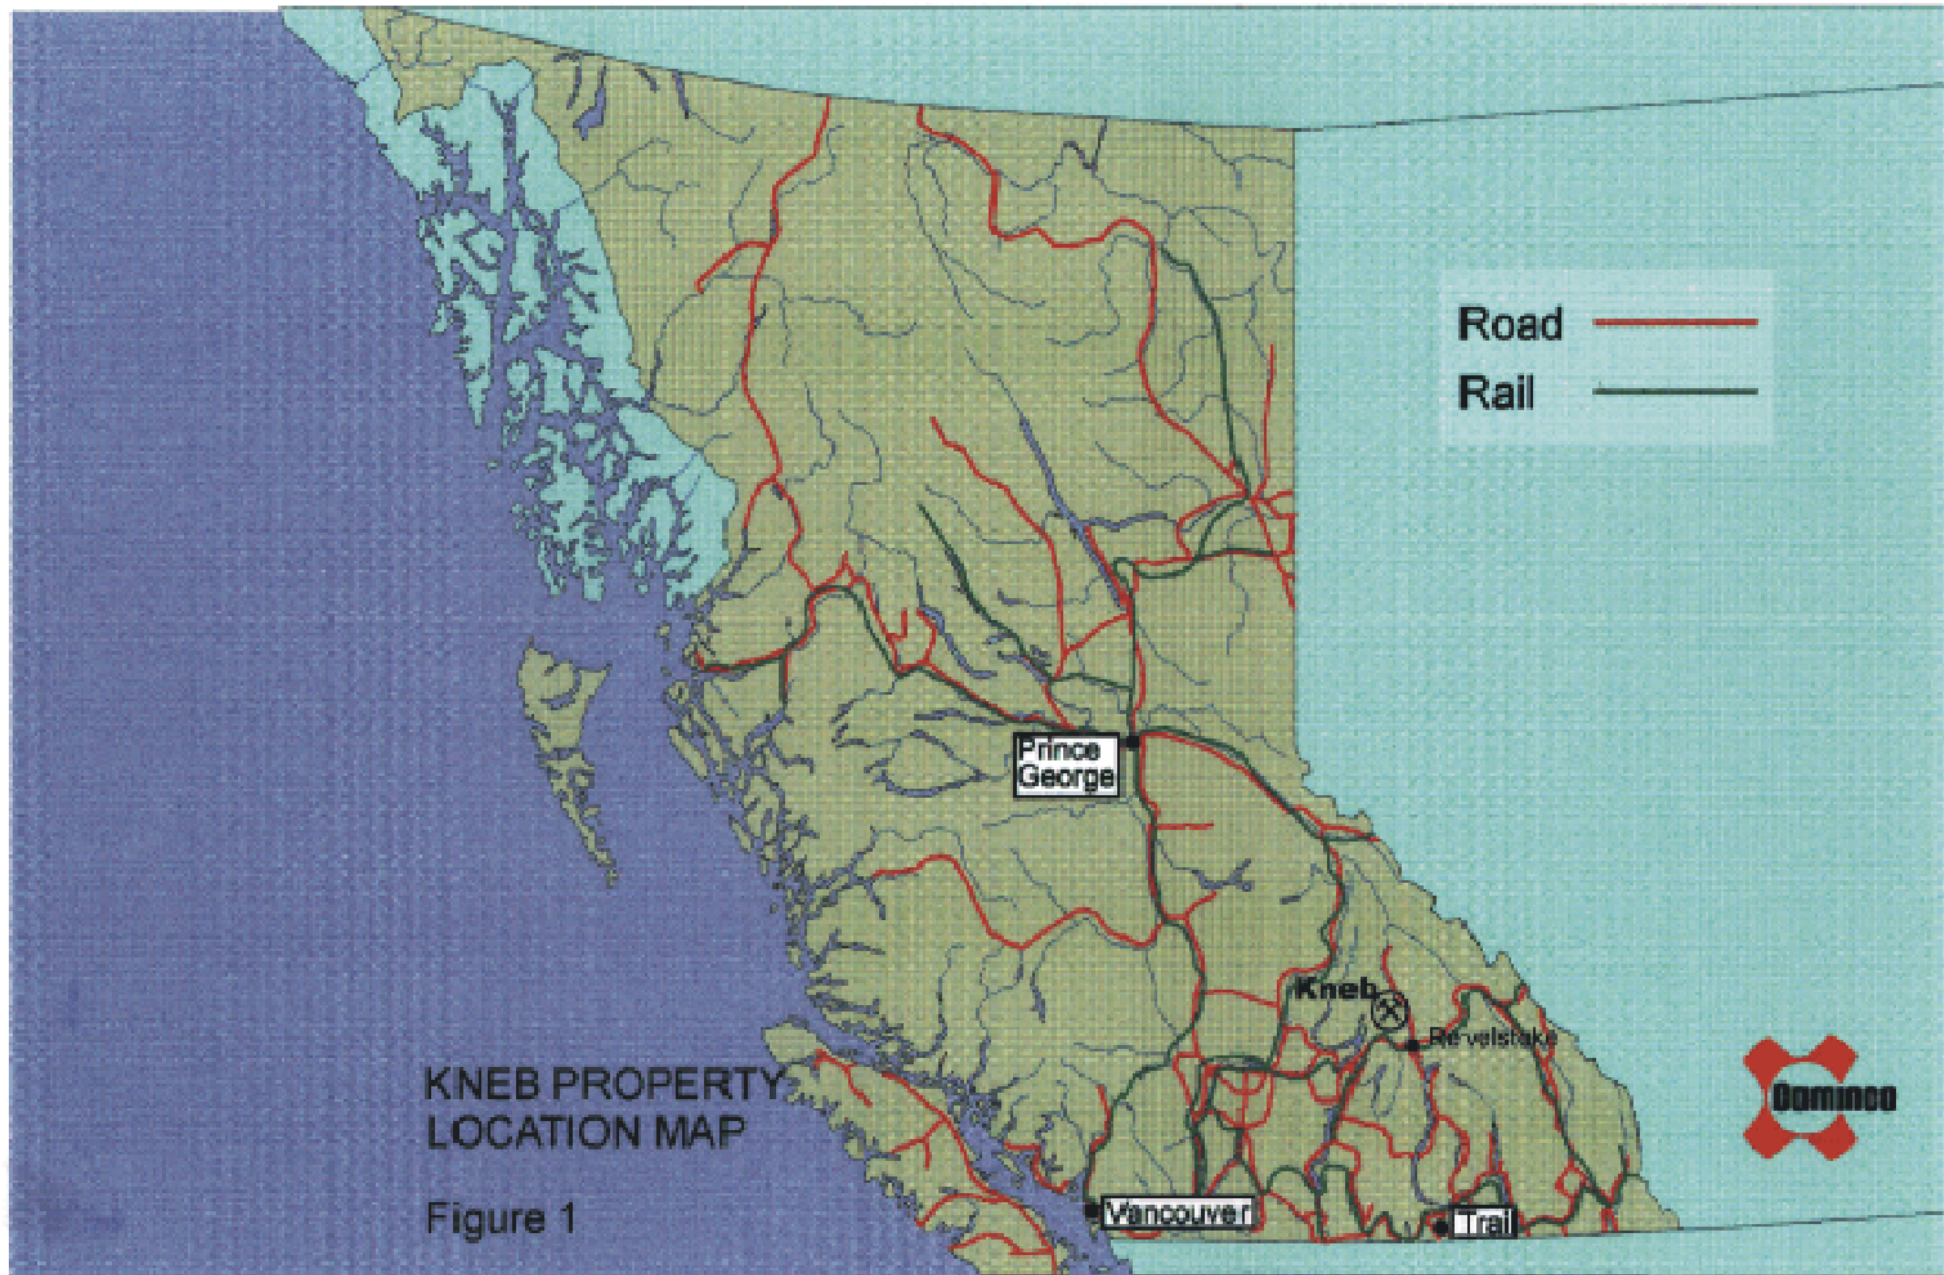 Road
Rail
Prince
George
Kneb
Revelstoke
KNEB PROPERTY
LOCATION MAP
Figure 1
Vancouver
Trail
Cominco